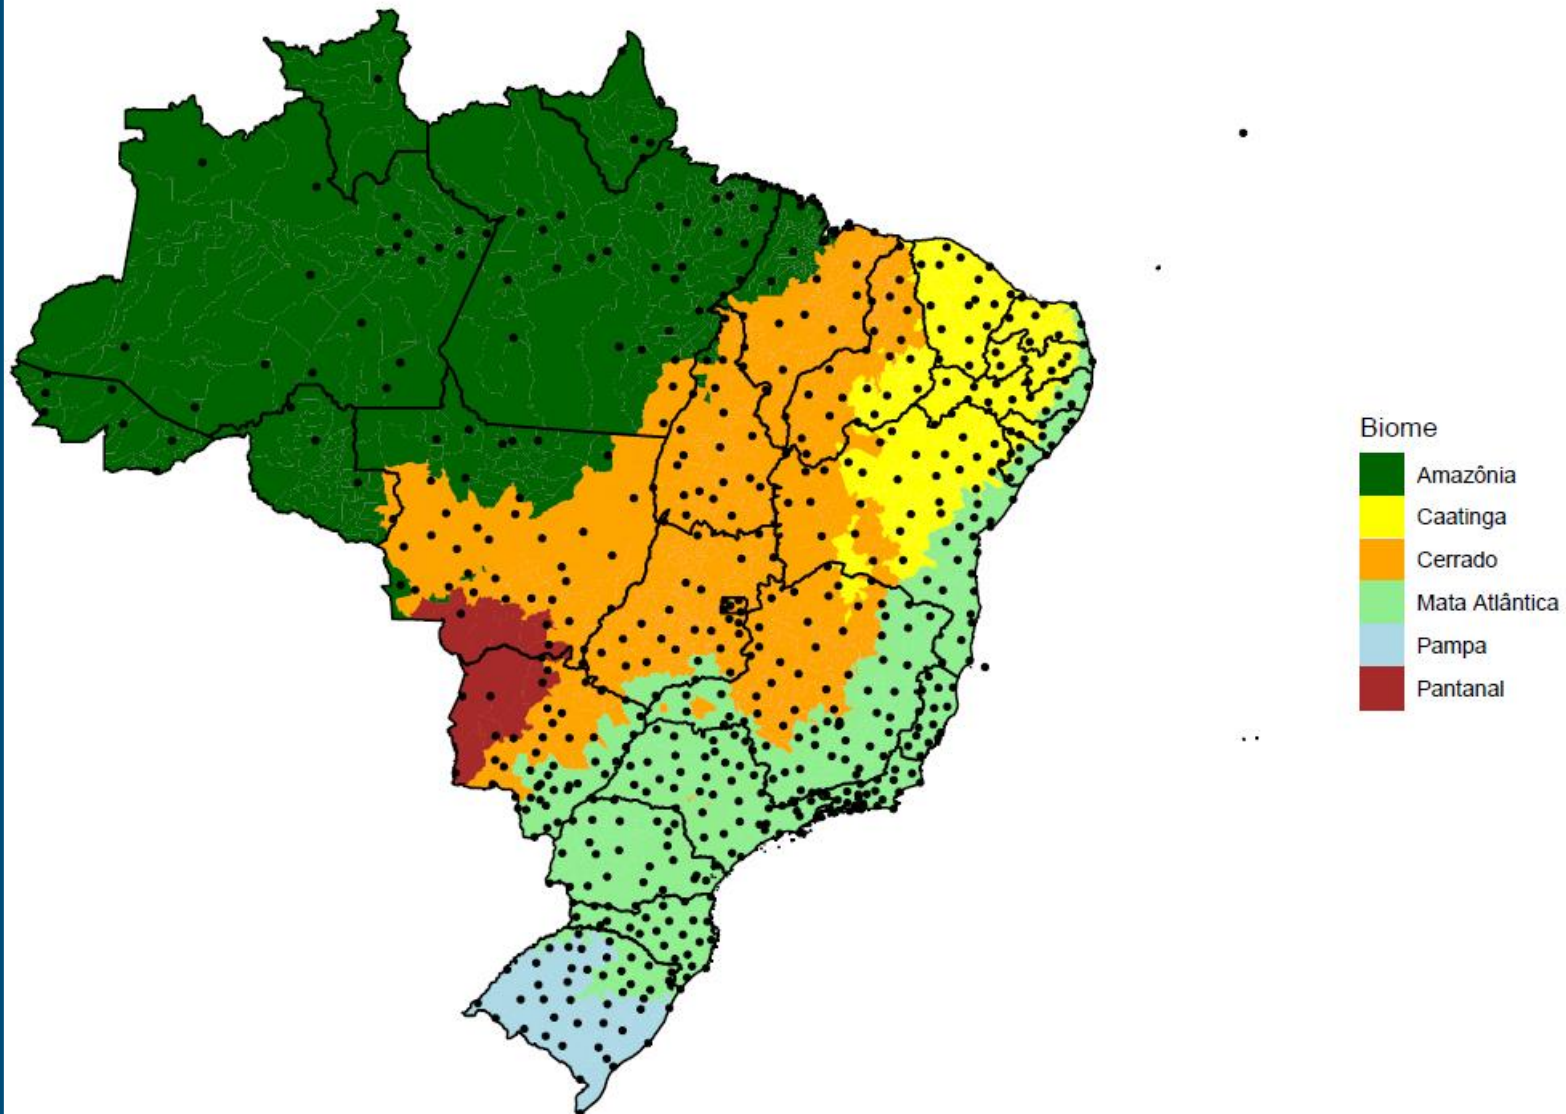 Biome
Amazônia
Caatinga
Cerrado
Mata Atlântica
Pampa
Pantanal